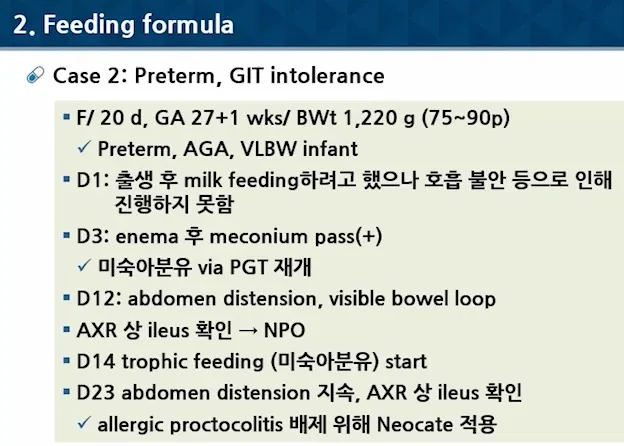 2. Feeding formula
Case 2: Preterm, GIT intolerance
F/ 20 d, GA 27+1 wks/ BWt 1,220 g (75~90p)
Preterm, AGA, VLBW infant
D1: 출생 후 milk feeding하려고 했으나 호흡 불안 등으로 인해
진행하지 못함
D3: enema 후 meconium pass(+)
미숙아분유 via PGT 재개
D12: abdomen distension, visible bowel loop
AXR 상 ileus 확인 → NPO
D14 trophic feeding (미숙아분유) start
D23 abdomen distension 지속, AXR 상 ileus 확인
allergic proctocolitis 배제 위해 Neocate 적용